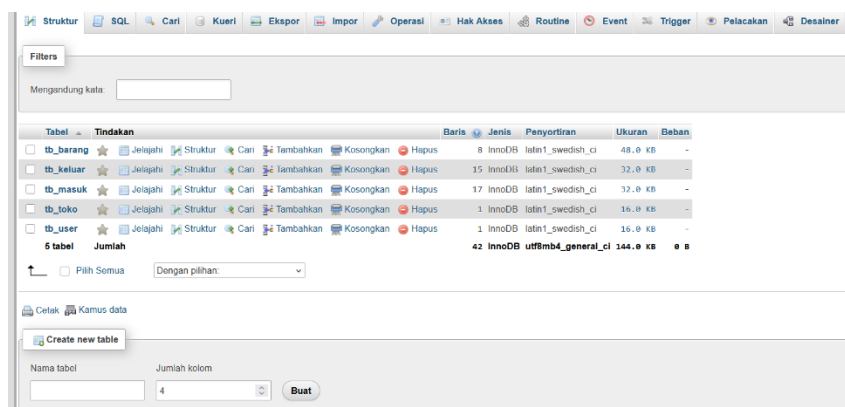 Struktur SQL Cari Kueri Ekspor Impor Operasi Hak Akses Routine Event Trigger Pelacakan Desainer
Filters
Mengandung kata:
Tabel Tindakan Baris Jenis Penyortiran Ukuran Beban
tb_barang Jelajahi Struktur Cari Tambahkan Kosongkan Hapus 8 InnoDB latin1_swedish_ci 48.0 KB -
tb_keluar Jelajahi Struktur Cari Tambahkan Kosongkan Hapus 15 InnoDB latin1_swedish_ci 32.0 KB -
tb_masuk Jelajahi Struktur Cari Tambahkan Kosongkan Hapus 17 InnoDB latin1_swedish_ci 32.0 KB -
tb_toko Jelajahi Struktur Cari Tambahkan Kosongkan Hapus 1 InnoDB latin1_swedish_ci 16.0 KB -
tb_user Jelajahi Struktur Cari Tambahkan Kosongkan Hapus 1 InnoDB latin1_swedish_ci 16.0 KB -
5 tabel Jumlah 42 InnoDB utf8mb4_general_ci 144.0 KB 0 B
Pilih Semua Dengan pilihan:
Cetak Kamus data
Create new table
Nama tabel Jumlah kolom
4 Buat